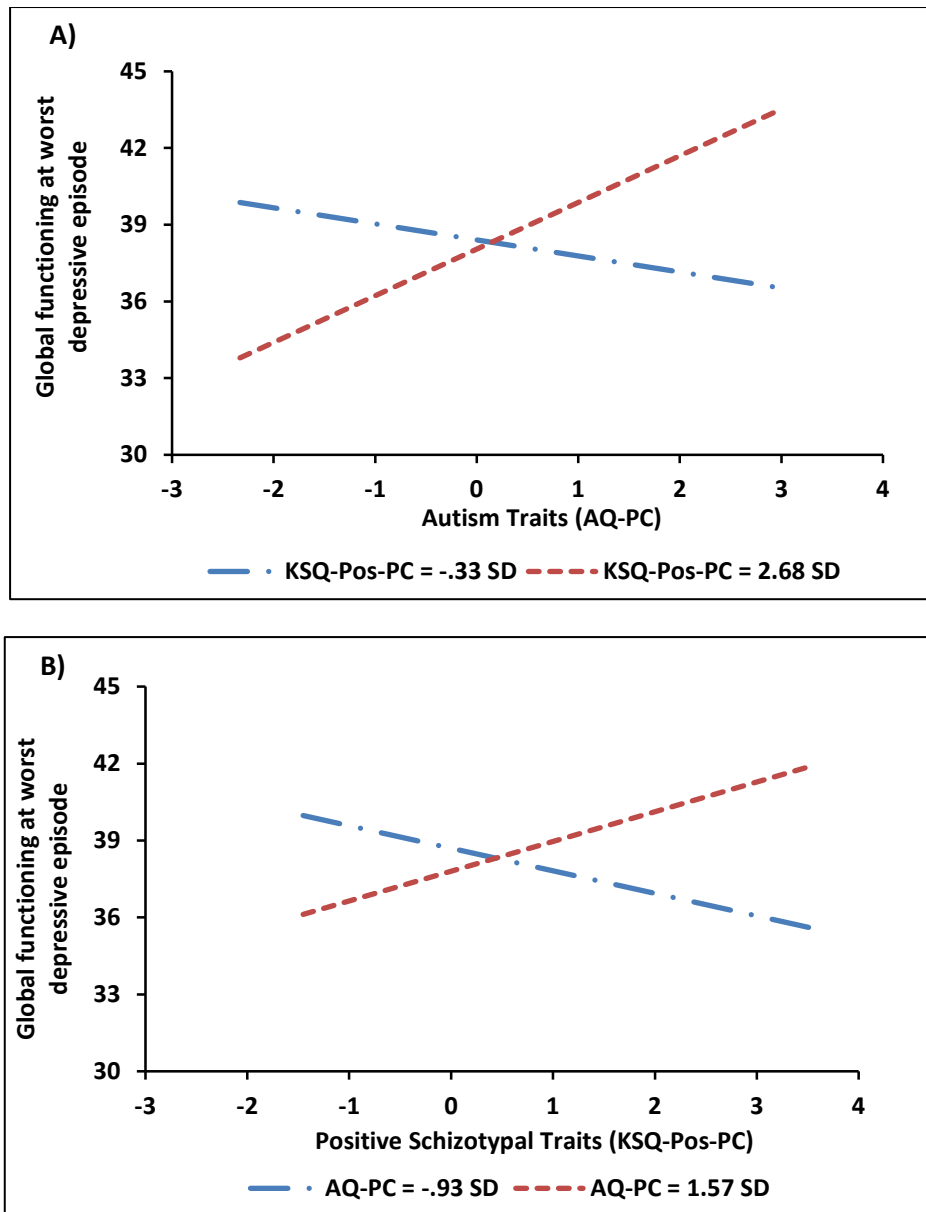 A)
Global functioning at worst
depressive episode
45
42
39
36
33
30
-3 -2 -1 0 1 2 3 4
Autism Traits (AQ-PC)
KSQ-Pos-PC = -.33 SD KSQ-Pos-PC = 2.68 SD
B)
Global functioning at worst
depressive episode
45
42
39
36
33
30
-3 -2 -1 0 1 2 3 4
Positive Schizotypal Traits (KSQ-Pos-PC)
AQ-PC = -.93 SD AQ-PC = 1.57 SD